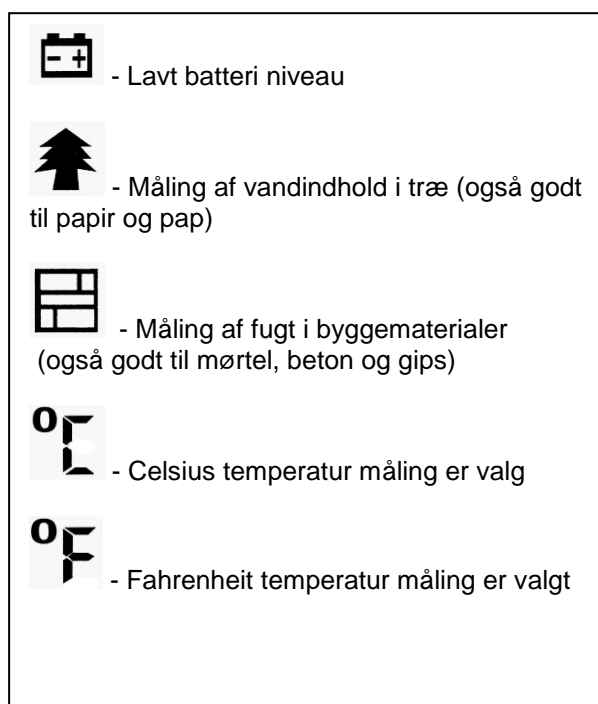 - Lavt batteri niveau
- Måling af vandindhold i træ (også godt
til papir og pap)
- Måling af fugt i byggematerialer
(også godt til mørtel, beton og gips)
°C - Celsius temperatur måling er valg
°F - Fahrenheit temperatur måling er valgt